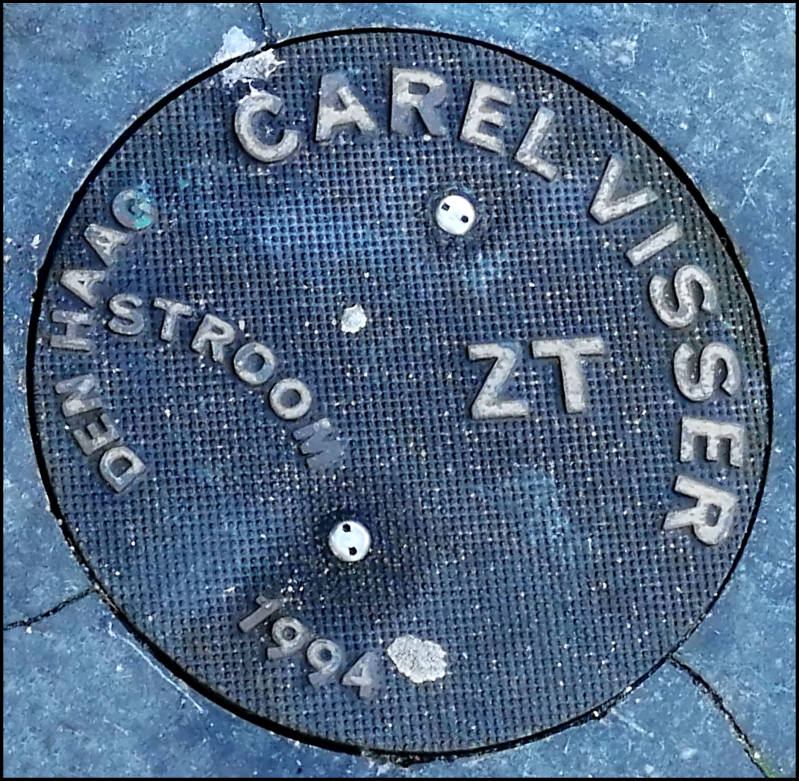 CAREL VISSER
ZT
DEN HAAG
STROOM
1994